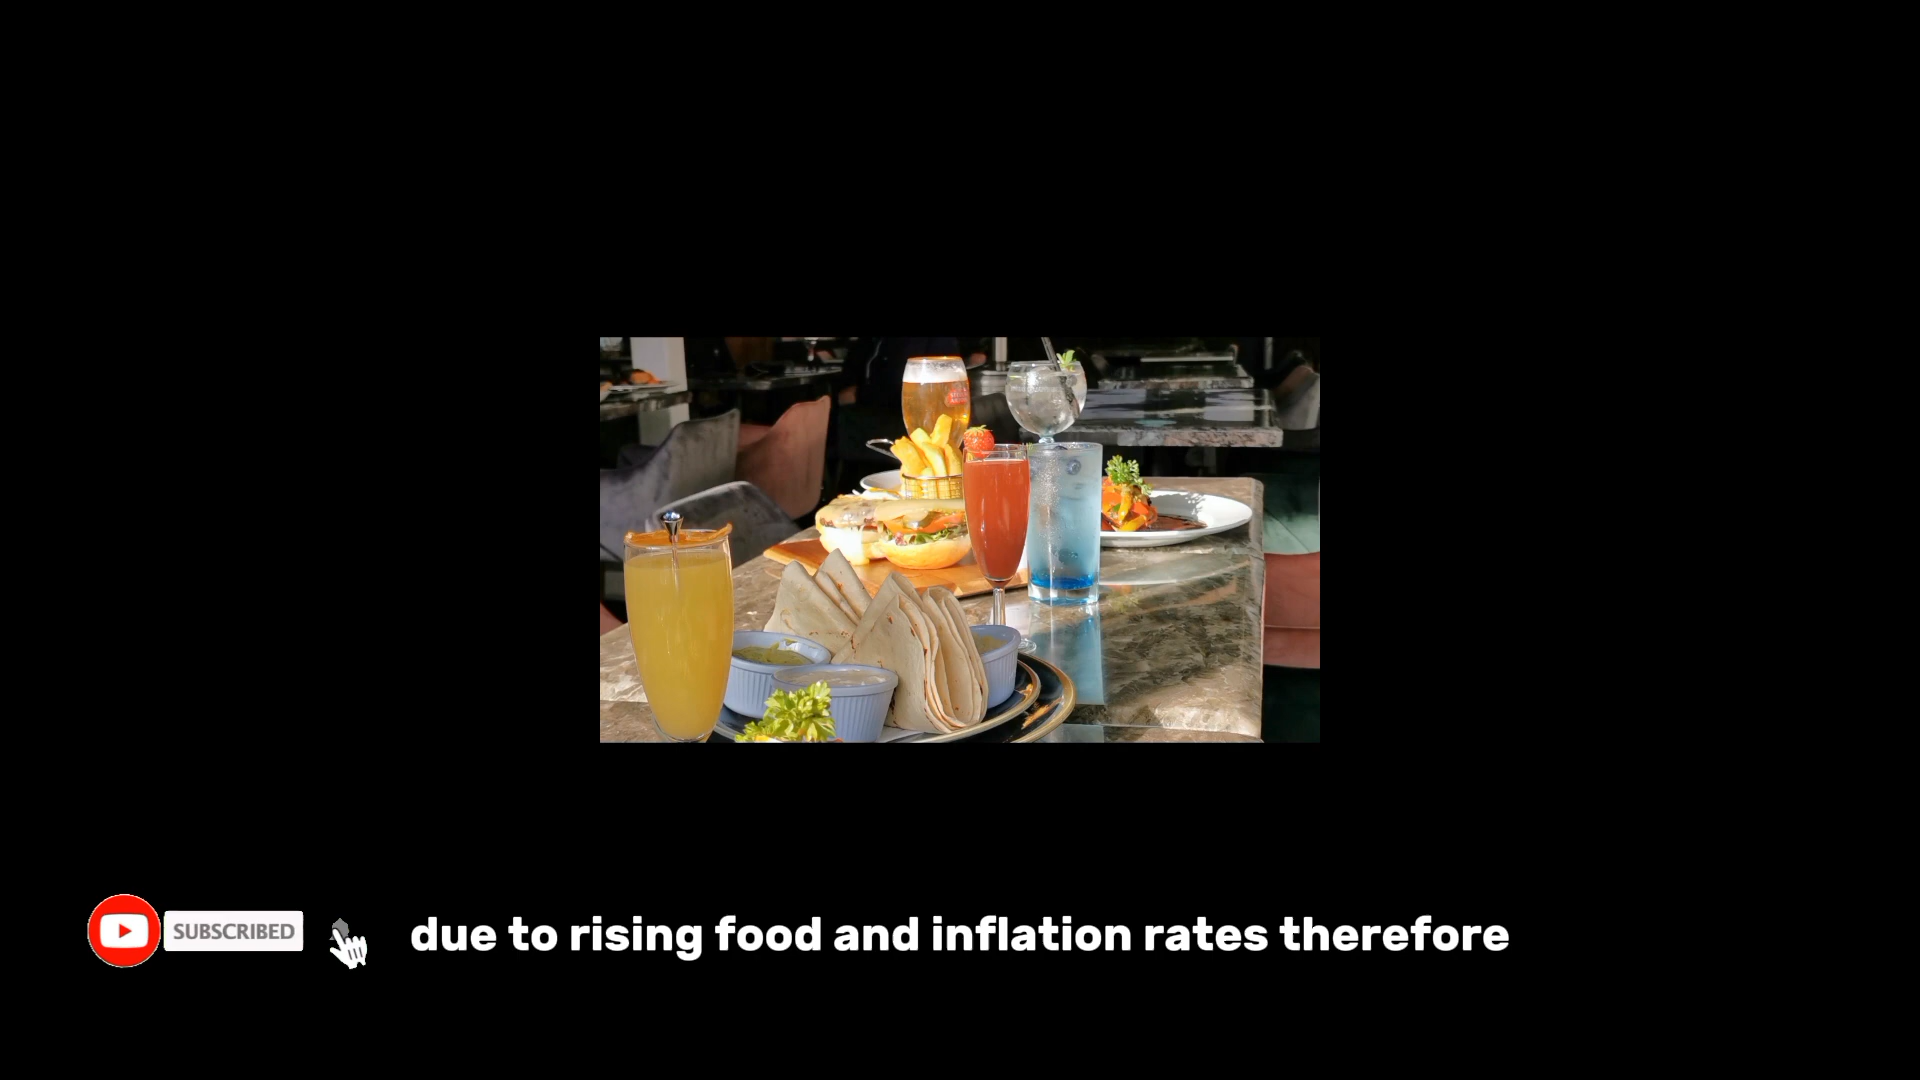 SUBSCRIBED
due to rising food and inflation rates therefore